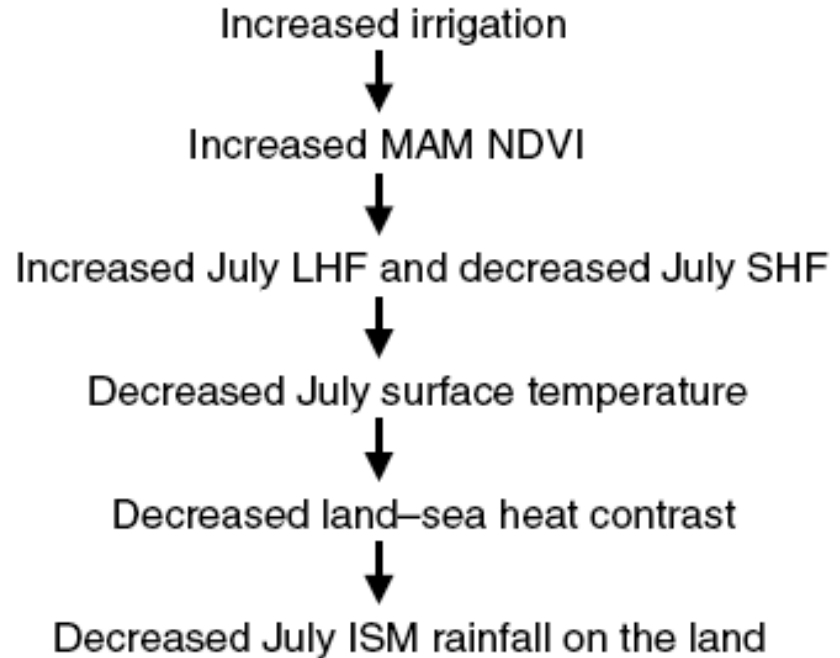 Increased irrigation
Increased MAM NDVI
Increased July LHF and decreased July SHF
Decreased July surface temperature
Decreased land–sea heat contrast
Decreased July ISM rainfall on the land